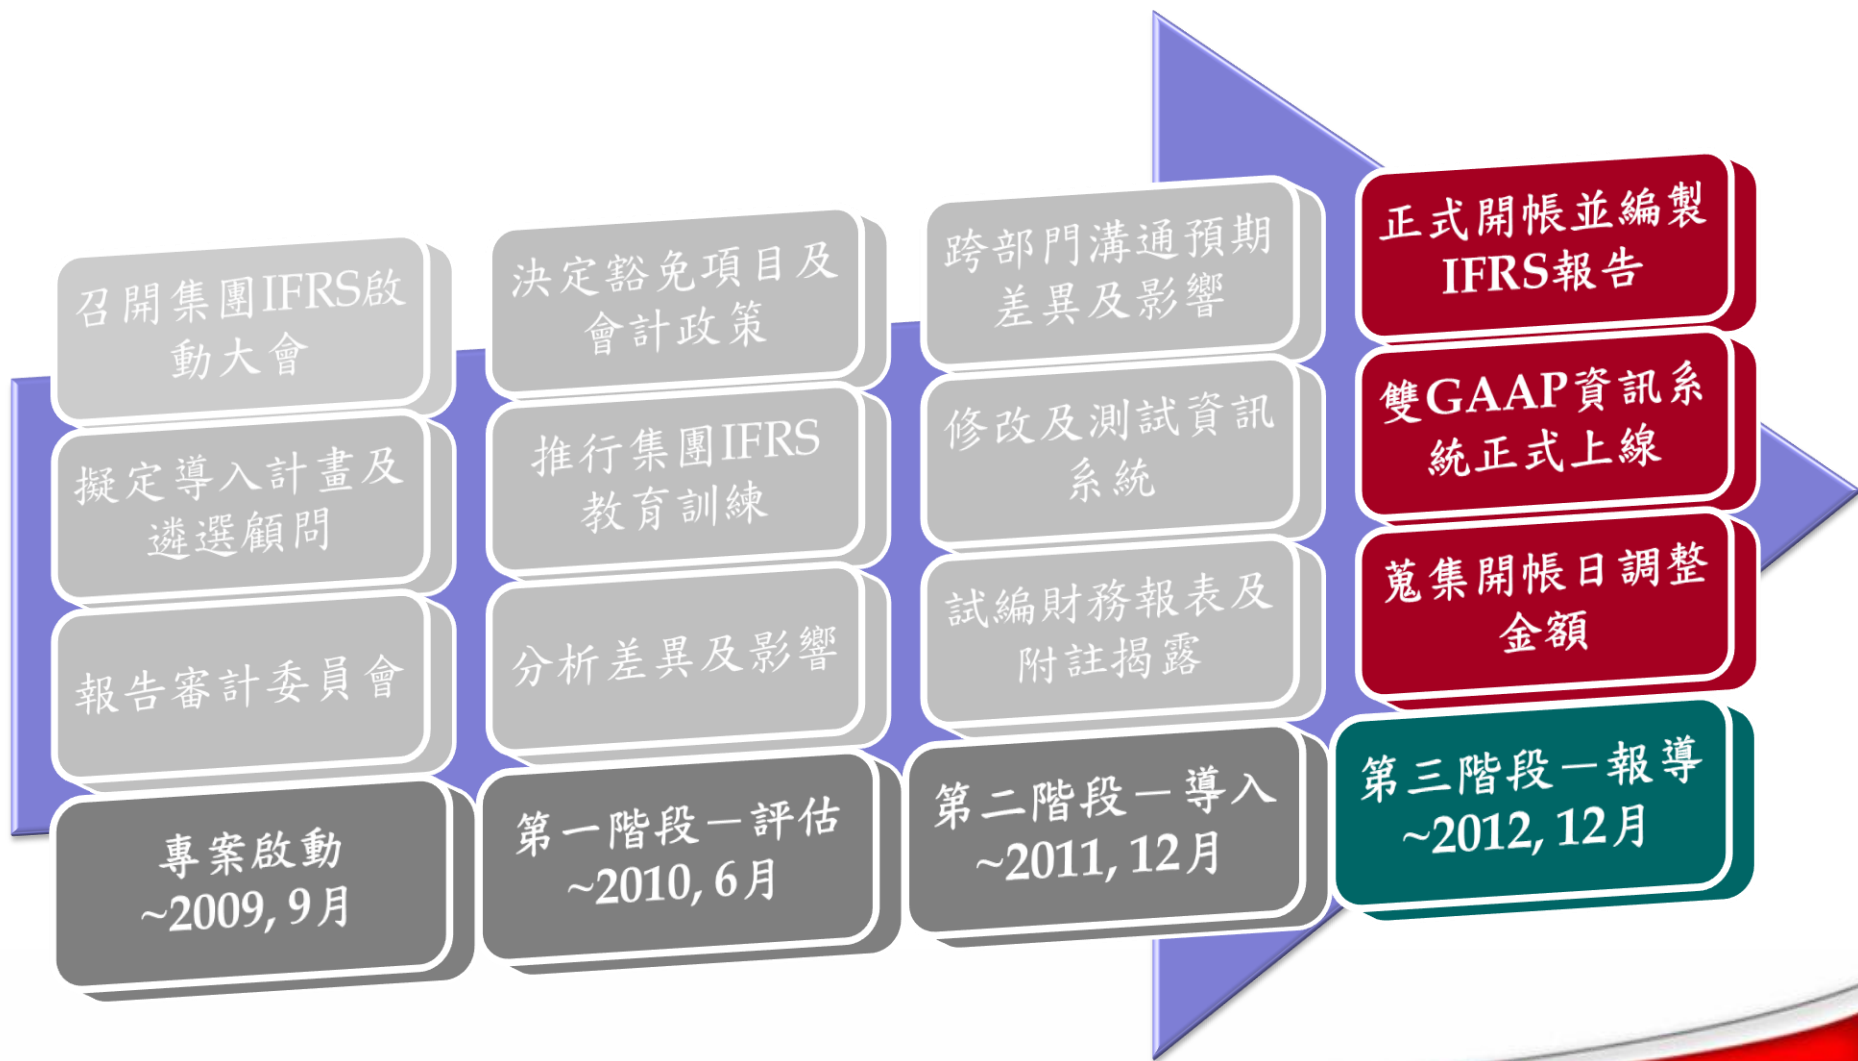 召開集團IFRS啟
動大會
擬定導入計畫及
遴選顧問
報告審計委員會
專案啟動
~2009, 9月
決定豁免項目及
會計政策
推行集團IFRS
教育訓練
分析差異及影響
第一階段－評估
~2010, 6月
跨部門溝通預期
差異及影響
修改及測試資訊
系統
試編財務報表及
附註揭露
第二階段－導入
~2011, 12月
正式開帳並編製
IFRS報告
雙GAAP資訊系
統正式上線
蒐集開帳日調整
金額
第三階段－報導
~2012, 12月